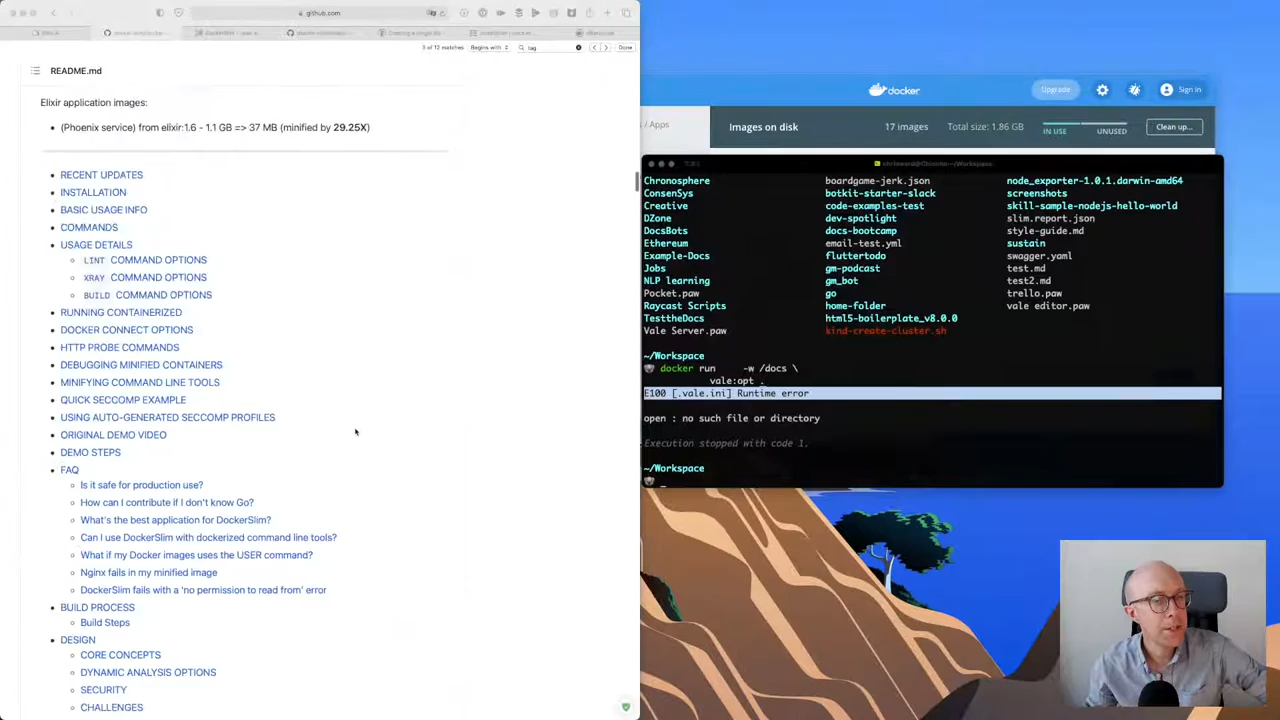 github.com
3 of 12 matches
Begins with
tag
Done
README.md
Elixir application images:
(Phoenix service) from elixir:1.6 - 1.1 GB => 37 MB (minified by 29.25X)
RECENT UPDATES
INSTALLATION
BASIC USAGE INFO
COMMANDS
USAGE DETAILS
LINT COMMAND OPTIONS
XRAY COMMAND OPTIONS
BUILD COMMAND OPTIONS
RUNNING CONTAINERIZED
DOCKER CONNECT OPTIONS
HTTP PROBE COMMANDS
DEBUGGING MINIFIED CONTAINERS
MINIFYING COMMAND LINE TOOLS
QUICK SECCOMP EXAMPLE
USING AUTO-GENERATED SECCOMP PROFILES
ORIGINAL DEMO VIDEO
DEMO STEPS
FAQ
Is it safe for production use?
How can I contribute if I don't know Go?
What's the best application for DockerSlim?
Can I use DockerSlim with dockerized command line tools?
What if my Docker images uses the USER command?
Nginx fails in my minified image
DockerSlim fails with a 'no permission to read from' error
BUILD PROCESS
Build Steps
DESIGN
CORE CONCEPTS
DYNAMIC ANALYSIS OPTIONS
SECURITY
CHALLENGES
docker
Upgrade
Sign in
/ Apps
Images on disk
17 images
Total size: 1.86 GB
IN USE
UNUSED
Clean up...
Chronosphere boardgame-jerk.json node_exporter-1.0.1.darwin-amd64
ConsenSys botkit-starter-slack screenshots
Creative code-examples-test skill-sample-nodejs-hello-world
DZone dev-spotlight slim.report.json
DocsBots docs-bootcamp style-guide.md
Ethereum email-test.yml sustain
Example-Docs fluttertodo swagger.yaml
Jobs gm-podcast test.md
NLP learning gm_bot test2.md
Pocket.paw go trello.paw
Raycast Scripts home-folder vale editor.paw
TesttheDocs html5-boilerplate_v8.0.0
Vale Server.paw kind-create-cluster.sh
~/Workspace
docker run -w /docs \
vale:opt .
E100 [.vale.ini] Runtime error
open : no such file or directory
Execution stopped with code 1.
~/Workspace